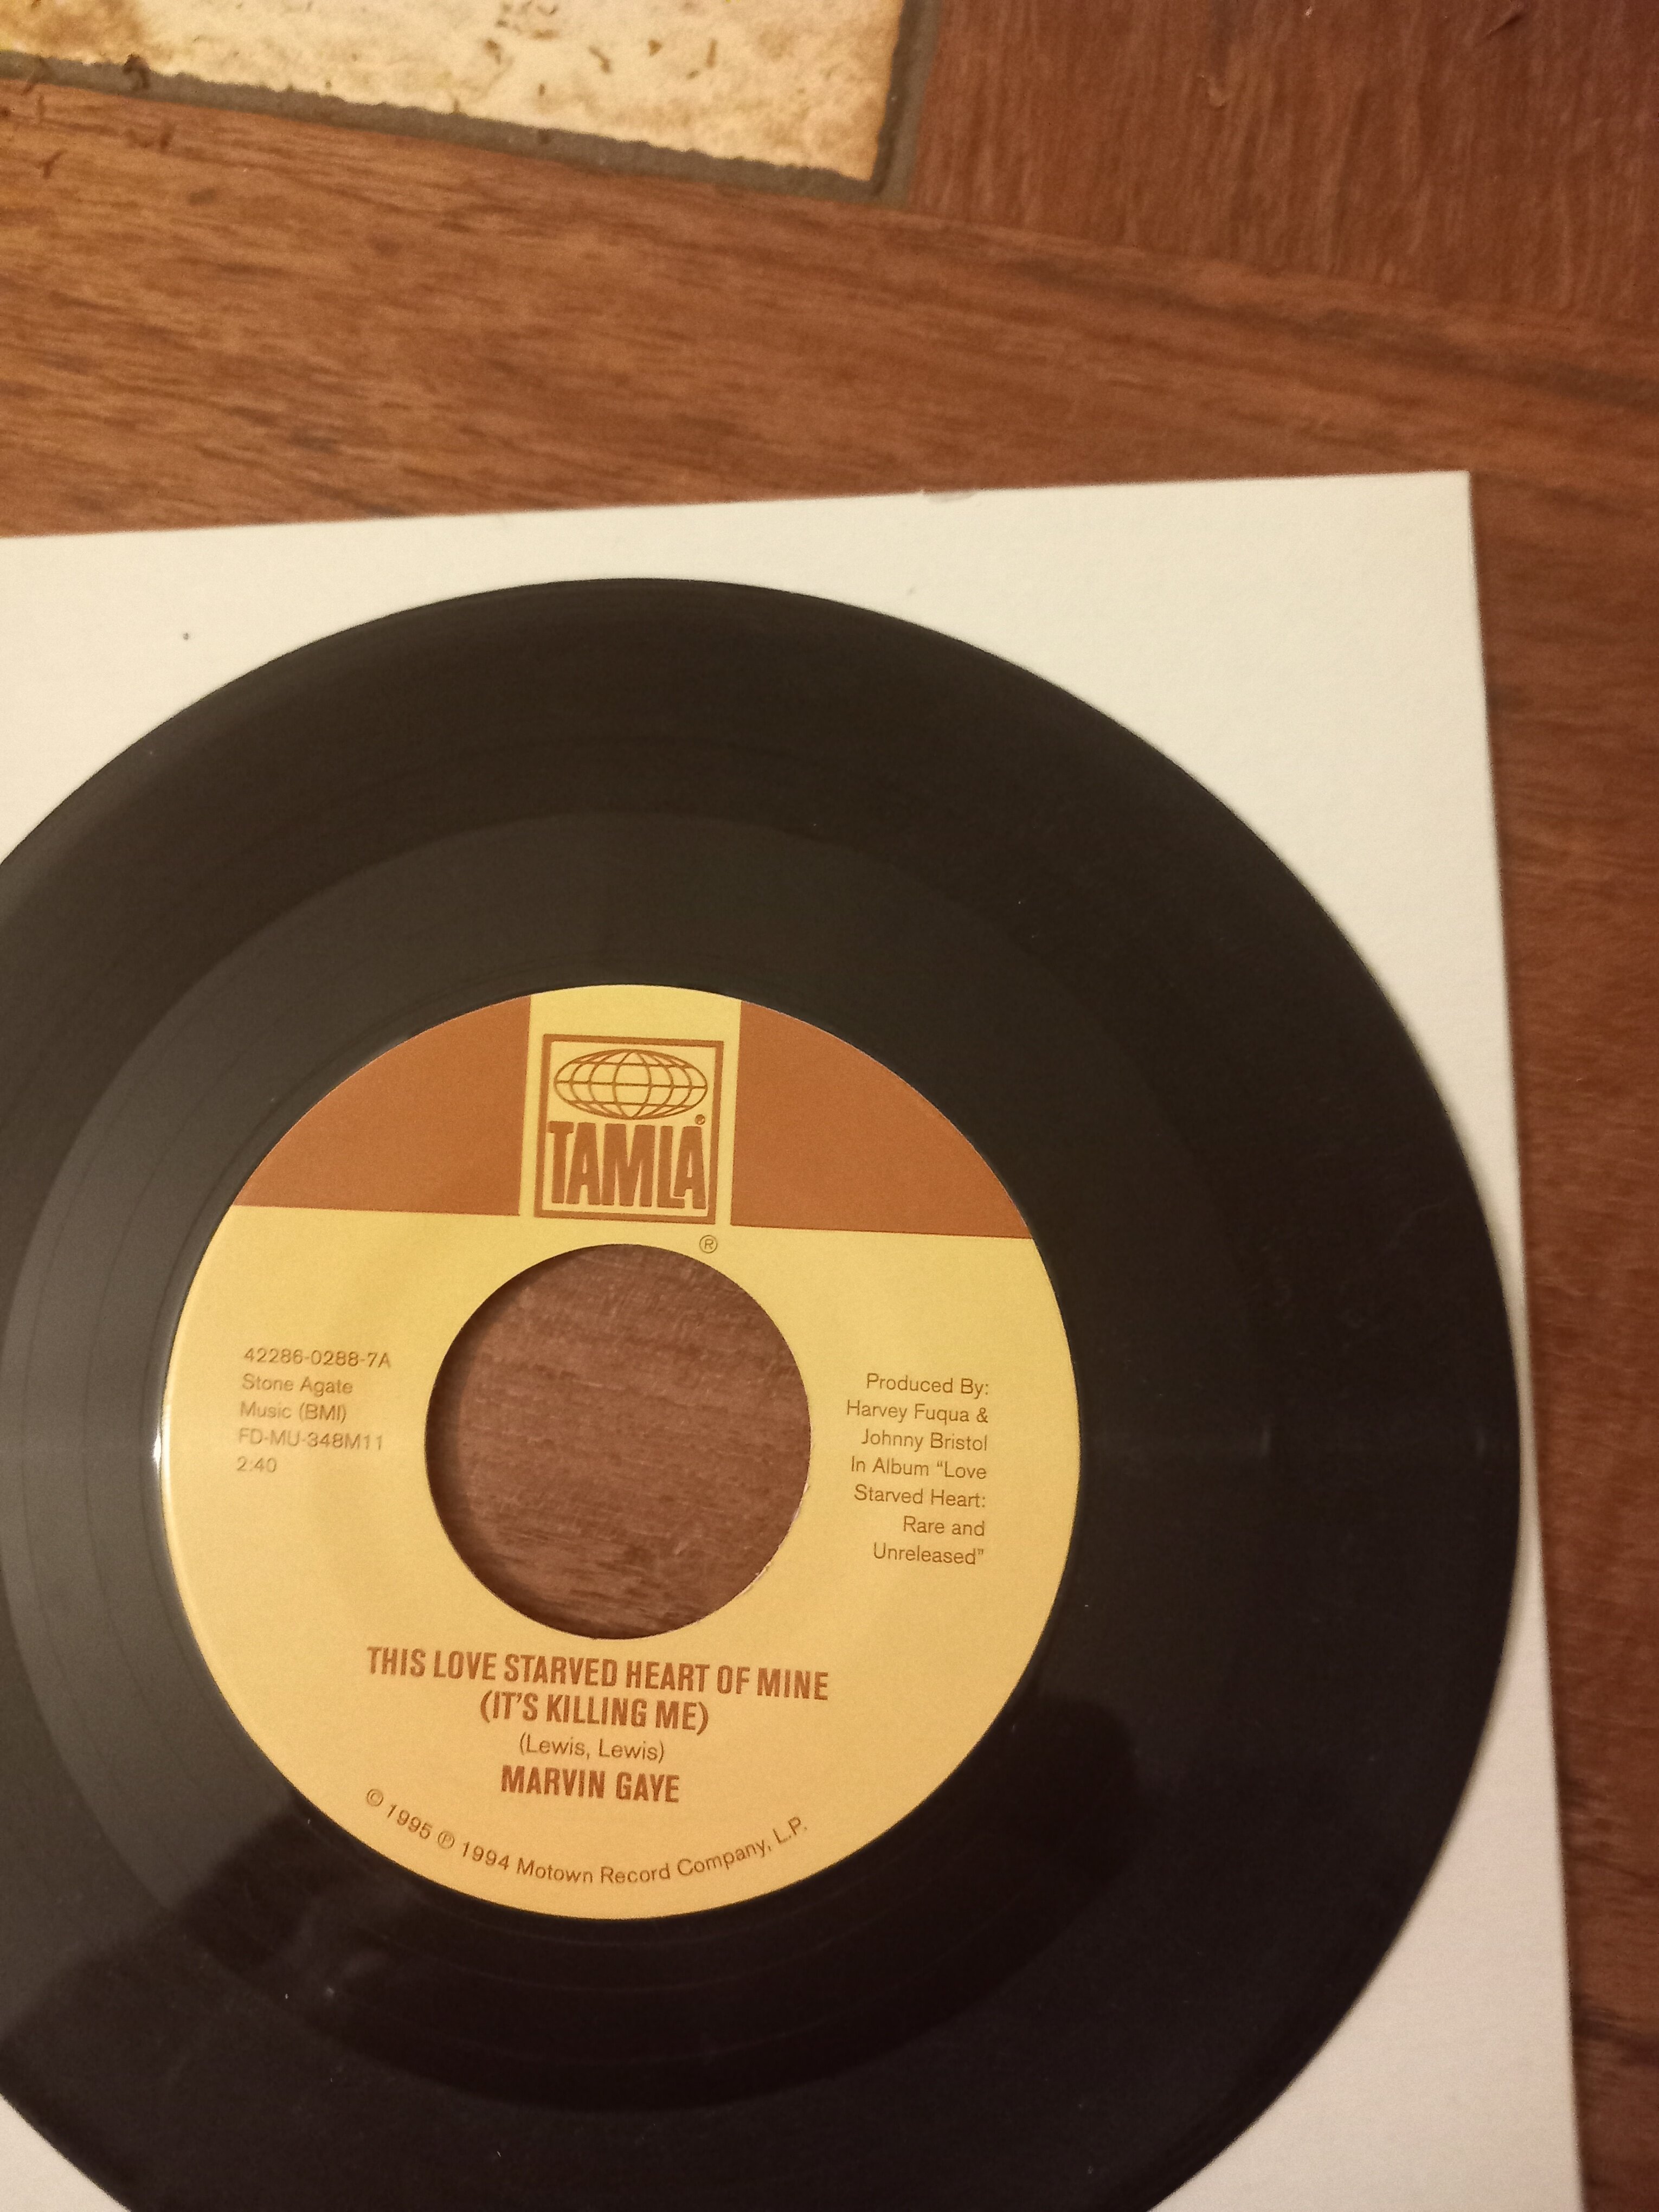 TAMLA®
®
42286-0288-7A
Stone Agate
Music (BMI)
FD-MU-348M11
2:40
Produced By:
Harvey Fuqua &
Johnny Bristol
In Album "Love
Starved Heart:
Rare and
Unreleased"
THIS LOVE STARVED HEART OF MINE
(IT'S KILLING ME)
(Lewis, Lewis)
MARVIN GAYE
© 1995 ℗ 1994 Motown Record Company, L.P.